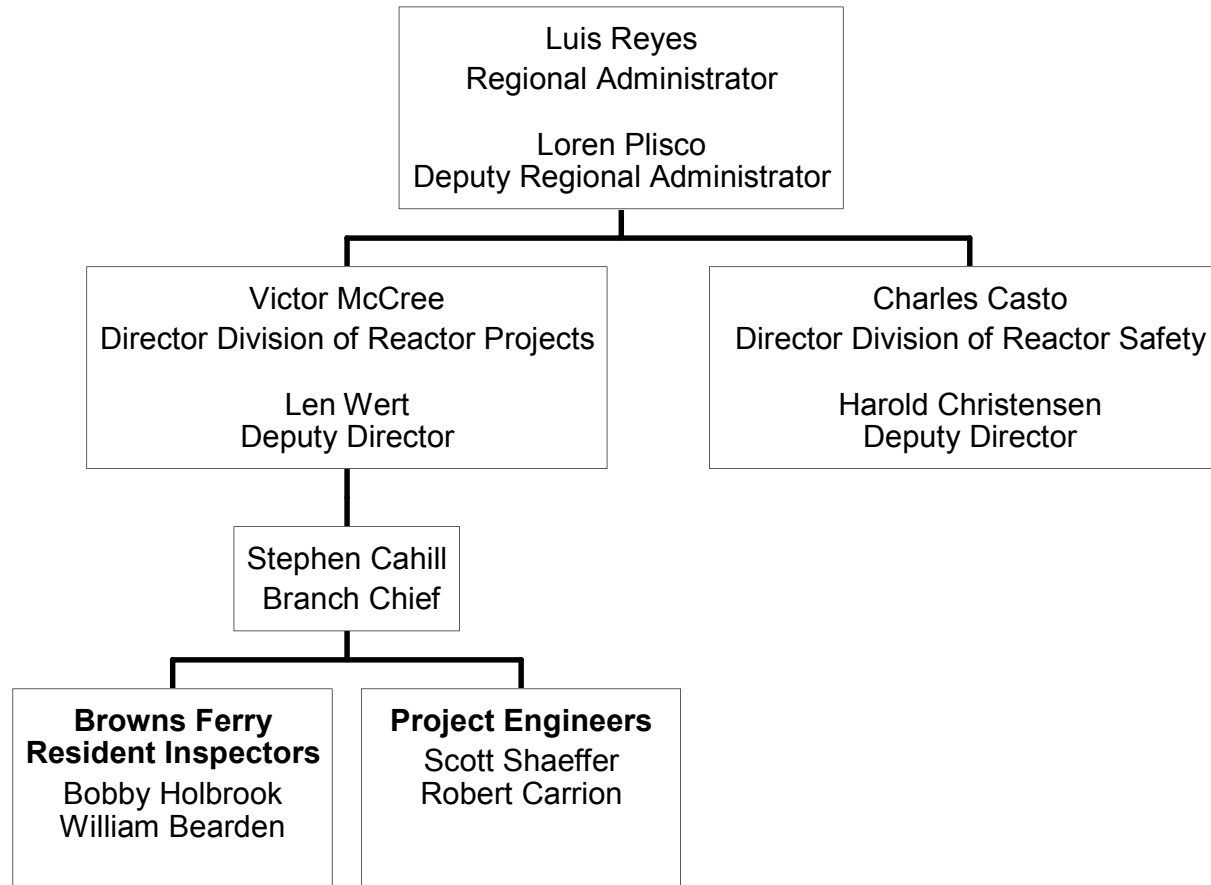 Luis Reyes
Regional Administrator
Loren Plisco
Deputy Regional Administrator
Victor McCree
Director Division of Reactor Projects
Len Wert
Deputy Director
Charles Casto
Director Division of Reactor Safety
Harold Christensen
Deputy Director
Stephen Cahill
Branch Chief
Browns Ferry
Resident Inspectors
Bobby Holbrook
William Bearden
Project Engineers
Scott Shaeffer
Robert Carrion